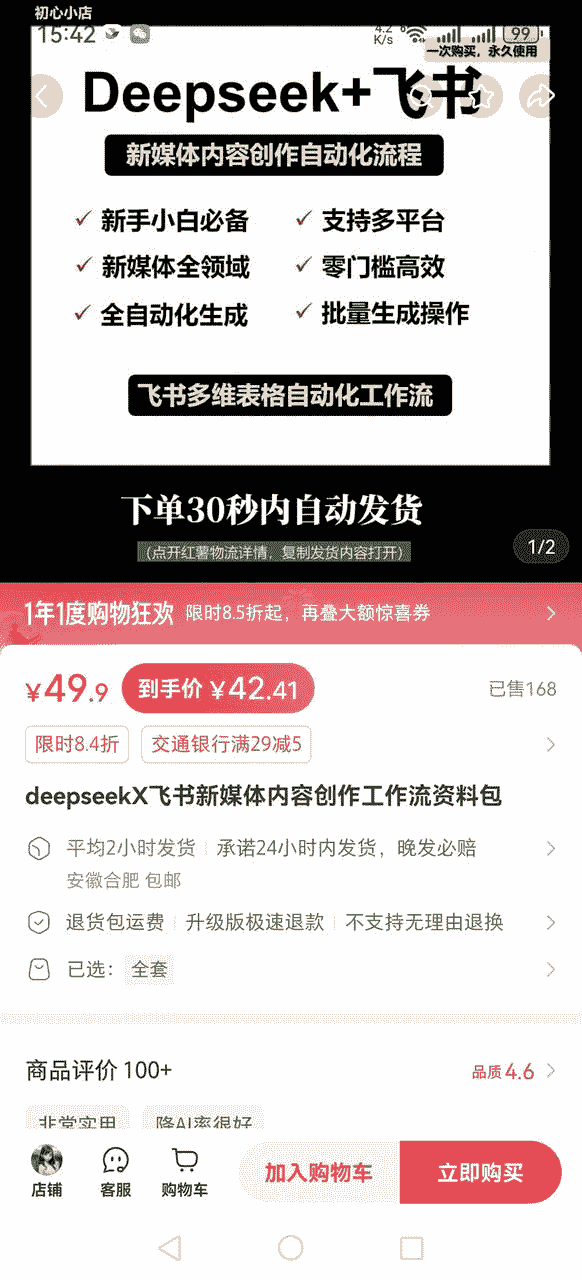 初心小店
15:42
4.2 K/s
99
一次购买，永久使用
Deepseek+飞书
新媒体内容创作自动化流程
✓ 新手小白必备
✓ 支持多平台
✓ 新媒体全领域
✓ 零门槛高效
✓ 全自动化生成
✓ 批量生成操作
飞书多维表格自动化工作流
下单30秒内自动发货
（点开红薯物流详情，复制发货内容打开）
1/2
1年1度购物狂欢 限时8.5折起，再叠大额惊喜券
¥49.9 到手价 ¥42.41 已售168
限时8.4折 交通银行满29减5
deepseekX飞书新媒体内容创作工作流资料包
平均2小时发货 承诺24小时内发货，晚发必赔
安徽合肥 包邮
退货包运费 升级版极速退款 不支持无理由退换
已选： 全套
商品评价 100+ 品质 4.6
非常实用 降AI率很好
店铺 客服 购物车 加入购物车 立即购买